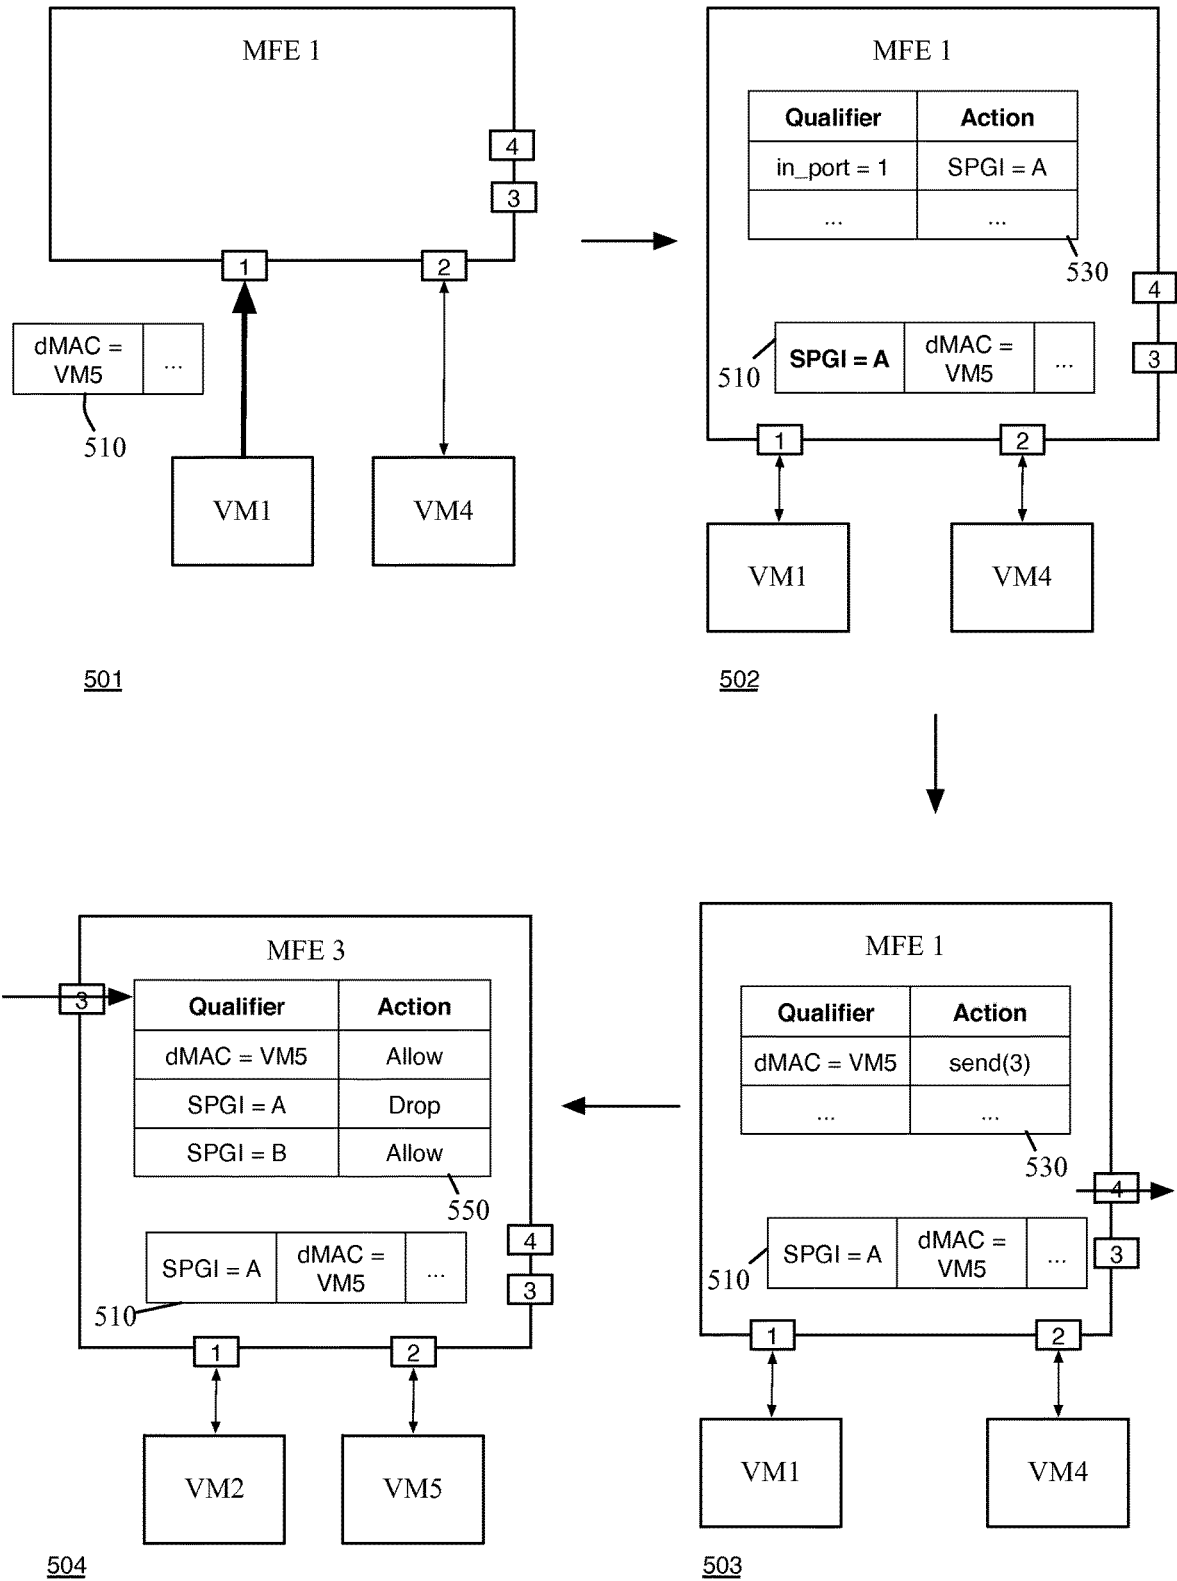 MFE 1
4
3
1
2
dMAC =
VM5
...
510
VM1
VM4
501
MFE 1
Qualifier
Action
in_port = 1
SPGI = A
...
...
530
4
3
510
SPGI = A
dMAC =
VM5
...
1
2
VM1
VM4
502
MFE 3
3
Qualifier
Action
dMAC = VM5
Allow
SPGI = A
Drop
SPGI = B
Allow
550
4
3
SPGI = A
dMAC =
VM5
...
510
1
2
VM2
VM5
504
MFE 1
Qualifier
Action
dMAC = VM5
send(3)
...
...
530
4
3
510
SPGI = A
dMAC =
VM5
...
1
2
VM1
VM4
503